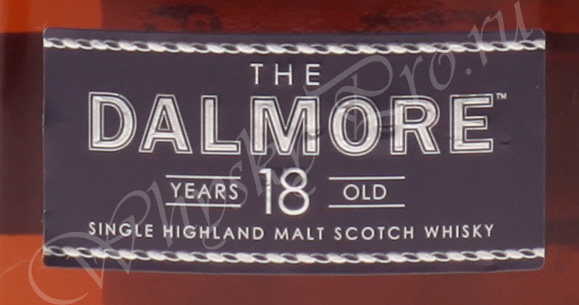 THE
DALMORE™
YEARS 18 OLD
SINGLE HIGHLAND MALT SCOTCH WHISKY
WhiskyPro.ru